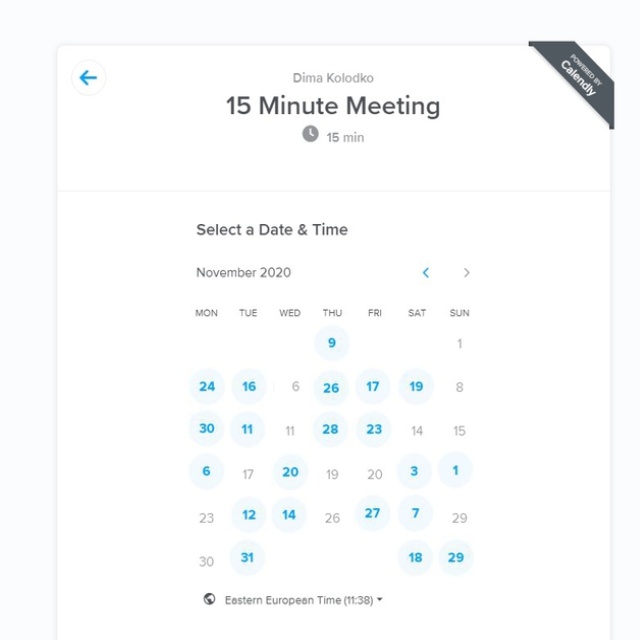 POWERED BY
Calendly
Dima Kolodko
15 Minute Meeting
15 min
Select a Date & Time
November 2020
MON TUE WED THU FRI SAT SUN
9 1
24 16 6 26 17 19 8
30 11 11 28 23 14 15
6 17 20 19 20 3 1
23 12 14 26 27 7 29
30 31 18 29
Eastern European Time (11:38)